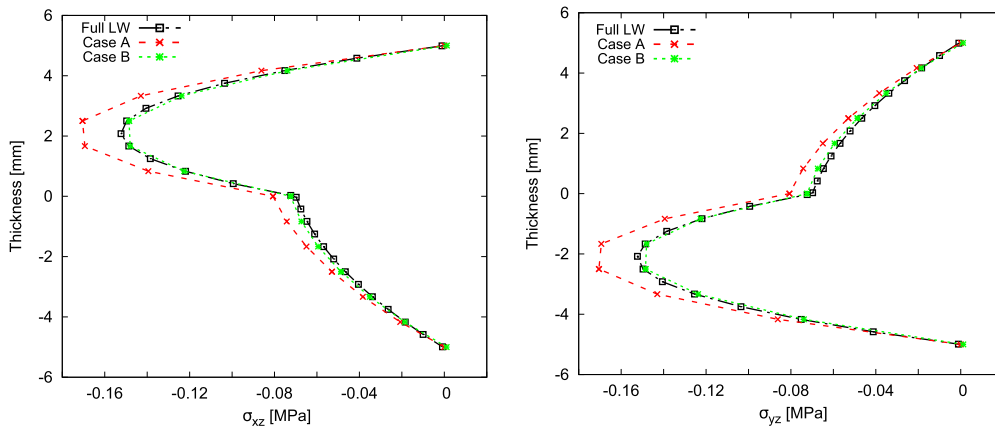 Full LW
Case A
Case B
Thickness [mm]
6
4
2
0
-2
-4
-6
-0.16
-0.12
-0.08
-0.04
0
σxz [MPa]
Full LW
Case A
Case B
Thickness [mm]
6
4
2
0
-2
-4
-6
-0.16
-0.12
-0.08
-0.04
0
σyz [MPa]